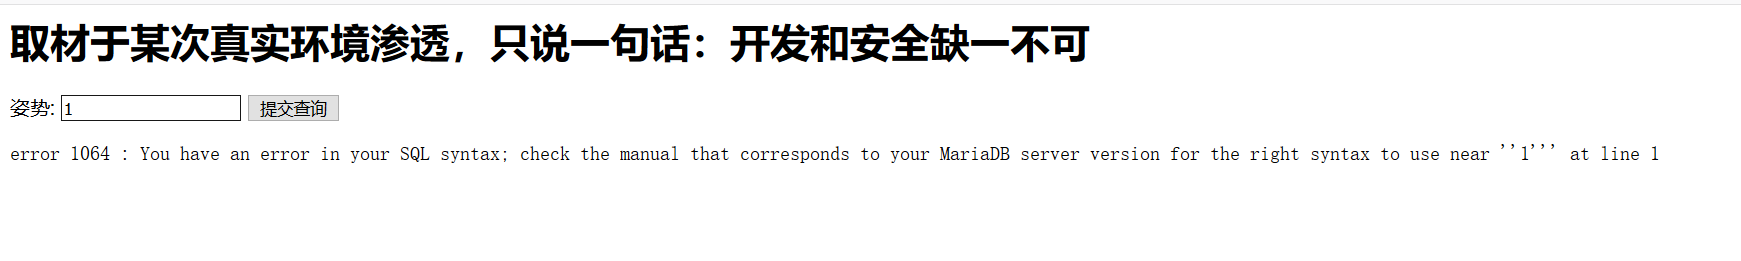 取材于某次真实环境渗透，只说一句话：开发和安全缺一不可
姿势: 1 提交查询
error 1064 : You have an error in your SQL syntax; check the manual that corresponds to your MariaDB server version for the right syntax to use near ''1''' at line 1